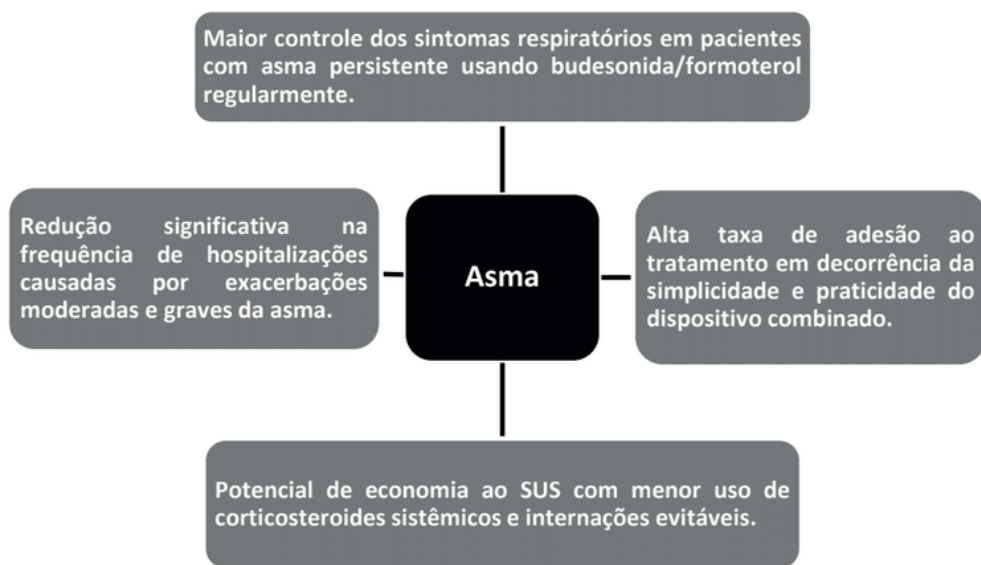 Maior controle dos sintomas respiratórios em pacientes
com asma persistente usando budesonida/formoterol
regularmente.
Redução significativa na
frequência de hospitalizações
causadas por exacerbações
moderadas e graves da asma.
Asma
Alta taxa de adesão ao
tratamento em decorrência da
simplicidade e praticidade do
dispositivo combinado.
Potencial de economia ao SUS com menor uso de
corticosteroides sistêmicos e internações evitáveis.